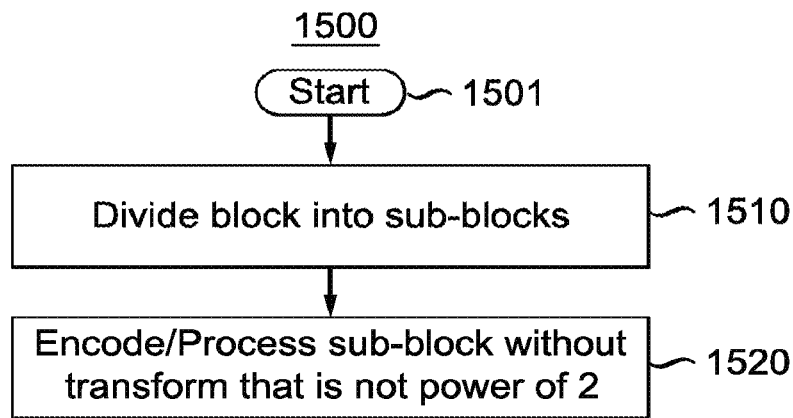 1500
Start 1501
Divide block into sub-blocks 1510
Encode/Process sub-block without
transform that is not power of 2 1520